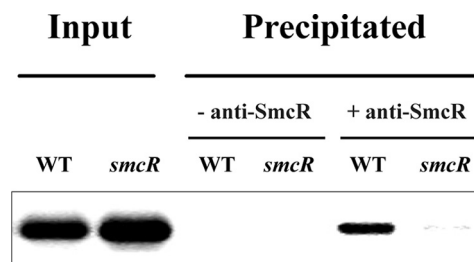 Input Precipitated
- anti-SmcR + anti-SmcR
WT smcR WT smcR WT smcR